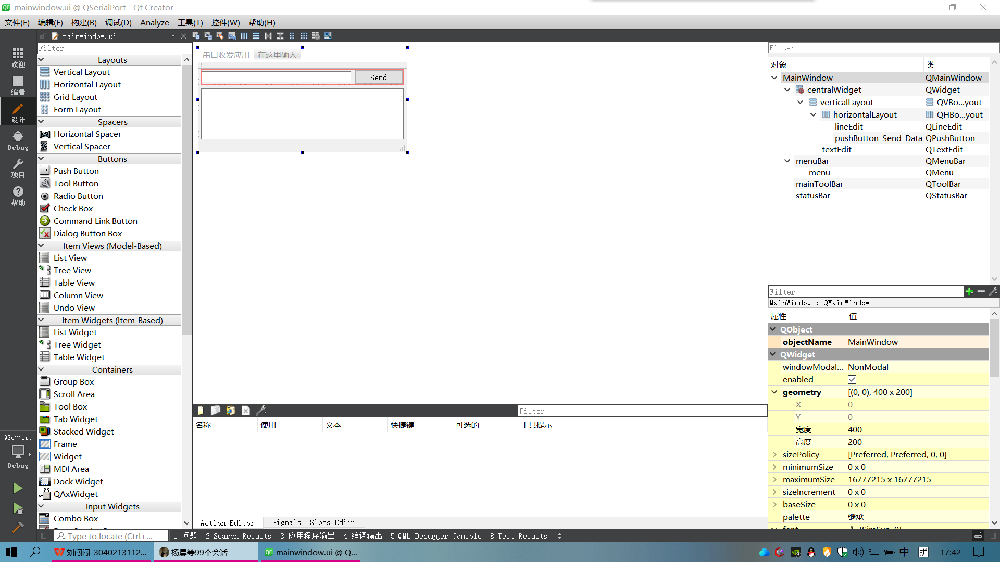 mainwindow.ui @ QSerialPort - Qt Creator
文件(F) 编辑(E) 构建(B) 调试(D) Analyze 工具(T) 控件(W) 帮助(H)
mainwindow.ui
Filter
Layouts
Vertical Layout
Horizontal Layout
Grid Layout
Form Layout
Spacers
Horizontal Spacer
Vertical Spacer
Buttons
Push Button
Tool Button
Radio Button
Check Box
Command Link Button
Dialog Button Box
Item Views (Model-Based)
List View
Tree View
Table View
Column View
Undo View
Item Widgets (Item-Based)
List Widget
Tree Widget
Table Widget
Containers
Group Box
Scroll Area
Tool Box
Tab Widget
Stacked Widget
Frame
Widget
MDI Area
Dock Widget
QAxWidget
Input Widgets
Combo Box
欢迎
编辑
设计
Debug
项目
帮助
QSe···ort
Debug
串口收发应用 在这里输入
Send
Filter
名称 使用 文本 快捷键 可选的 工具提示
Action Editor Signals Slots Edi···
Filter
对象 类
MainWindow QMainWindow
centralWidget QWidget
verticalLayout QVBo...yout
horizontalLayout QHBo...yout
lineEdit QLineEdit
pushButton_Send_Data QPushButton
textEdit QTextEdit
menuBar QMenuBar
menu QMenu
mainToolBar QToolBar
statusBar QStatusBar
Filter
MainWindow : QMainWindow
属性 值
QObject
objectName MainWindow
QWidget
windowModal... NonModal
enabled
geometry [(0, 0), 400 x 200]
X 0
Y 0
宽度 400
高度 200
sizePolicy [Preferred, Preferred, 0, 0]
minimumSize 0 x 0
maximumSize 16777215 x 16777215
sizeIncrement 0 x 0
baseSize 0 x 0
palette 继承
Type to locate (Ctrl+... 1 问题 2 Search Results 3 应用程序输出 4 编译输出 5 QML Debugger Console 8 Test Results
刘闯闯_3040213112... 杨晨等99个会话 mainwindow.ui @ Q... 中 拼 17:42